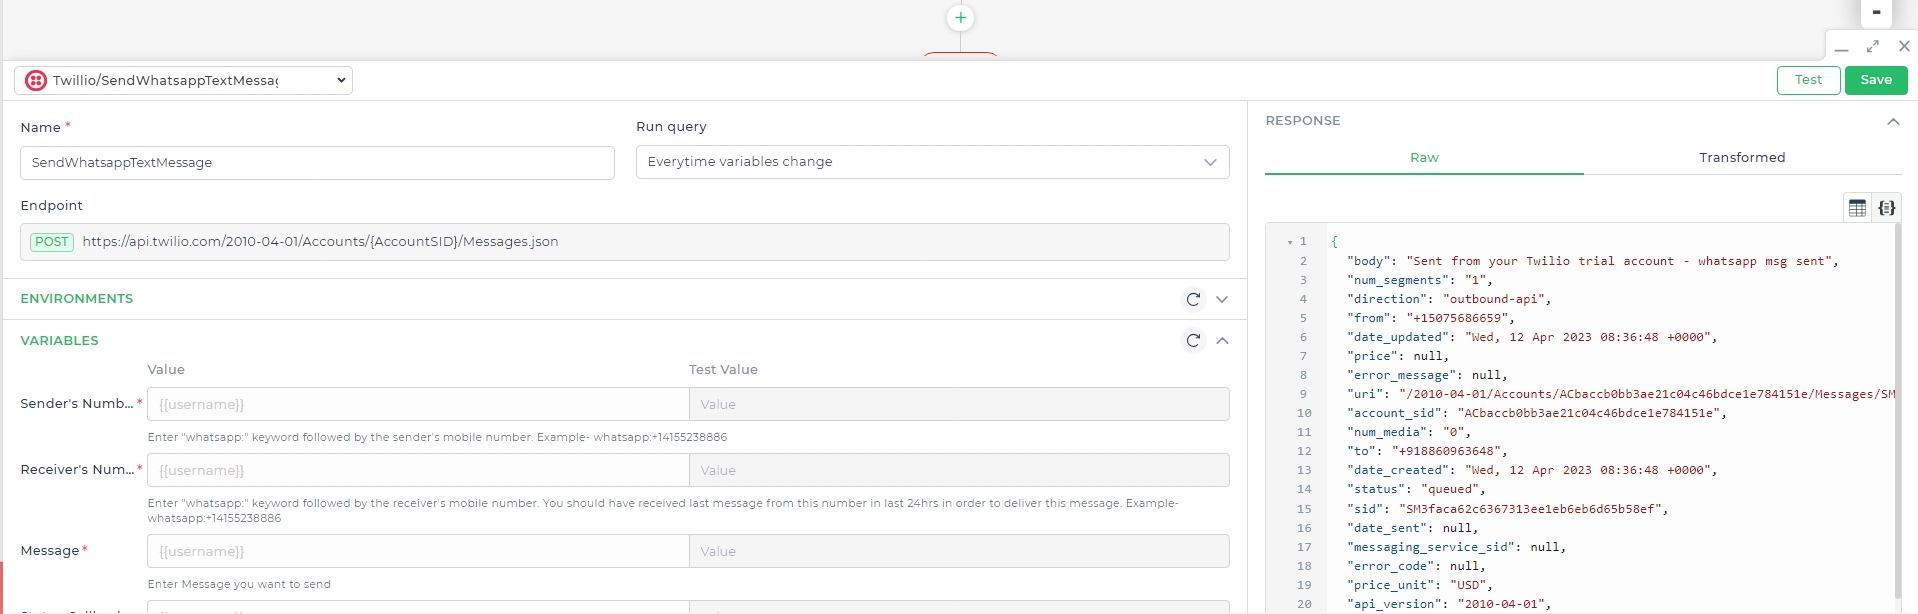 +
-
Twillio/SendWhatsappTextMessag
Test
Save
Name *
Run query
SendWhatsappTextMessage
Everytime variables change
Endpoint
POST https://api.twilio.com/2010-04-01/Accounts/{AccountSID}/Messages.json
ENVIRONMENTS
VARIABLES
Value Test Value
Sender's Numb... * {{username}} Value
Enter "whatsapp:" keyword followed by the sender's mobile number. Example- whatsapp:+14155238886
Receiver's Num... * {{username}} Value
Enter "whatsapp:" keyword followed by the receiver's mobile number. You should have received last message from this number in last 24hrs in order to deliver this message. Example-
whatsapp:+14155238886
Message * {{username}} Value
Enter Message you want to send
RESPONSE
Raw Transformed
1 {
2 "body": "Sent from your Twilio trial account - whatsapp msg sent",
3 "num_segments": "1",
4 "direction": "outbound-api",
5 "from": "+15075686659",
6 "date_updated": "Wed, 12 Apr 2023 08:36:48 +0000",
7 "price": null,
8 "error_message": null,
9 "uri": "/2010-04-01/Accounts/ACbaccb0bb3ae21c04c46bdce1e784151e/Messages/SM
10 "account_sid": "ACbaccb0bb3ae21c04c46bdce1e784151e",
11 "num_media": "0",
12 "to": "+918860963648",
13 "date_created": "Wed, 12 Apr 2023 08:36:48 +0000",
14 "status": "queued",
15 "sid": "SM3faca62c6367313ee1eb6eb6d65b58ef",
16 "date_sent": null,
17 "messaging_service_sid": null,
18 "error_code": null,
19 "price_unit": "USD",
20 "api_version": "2010-04-01",